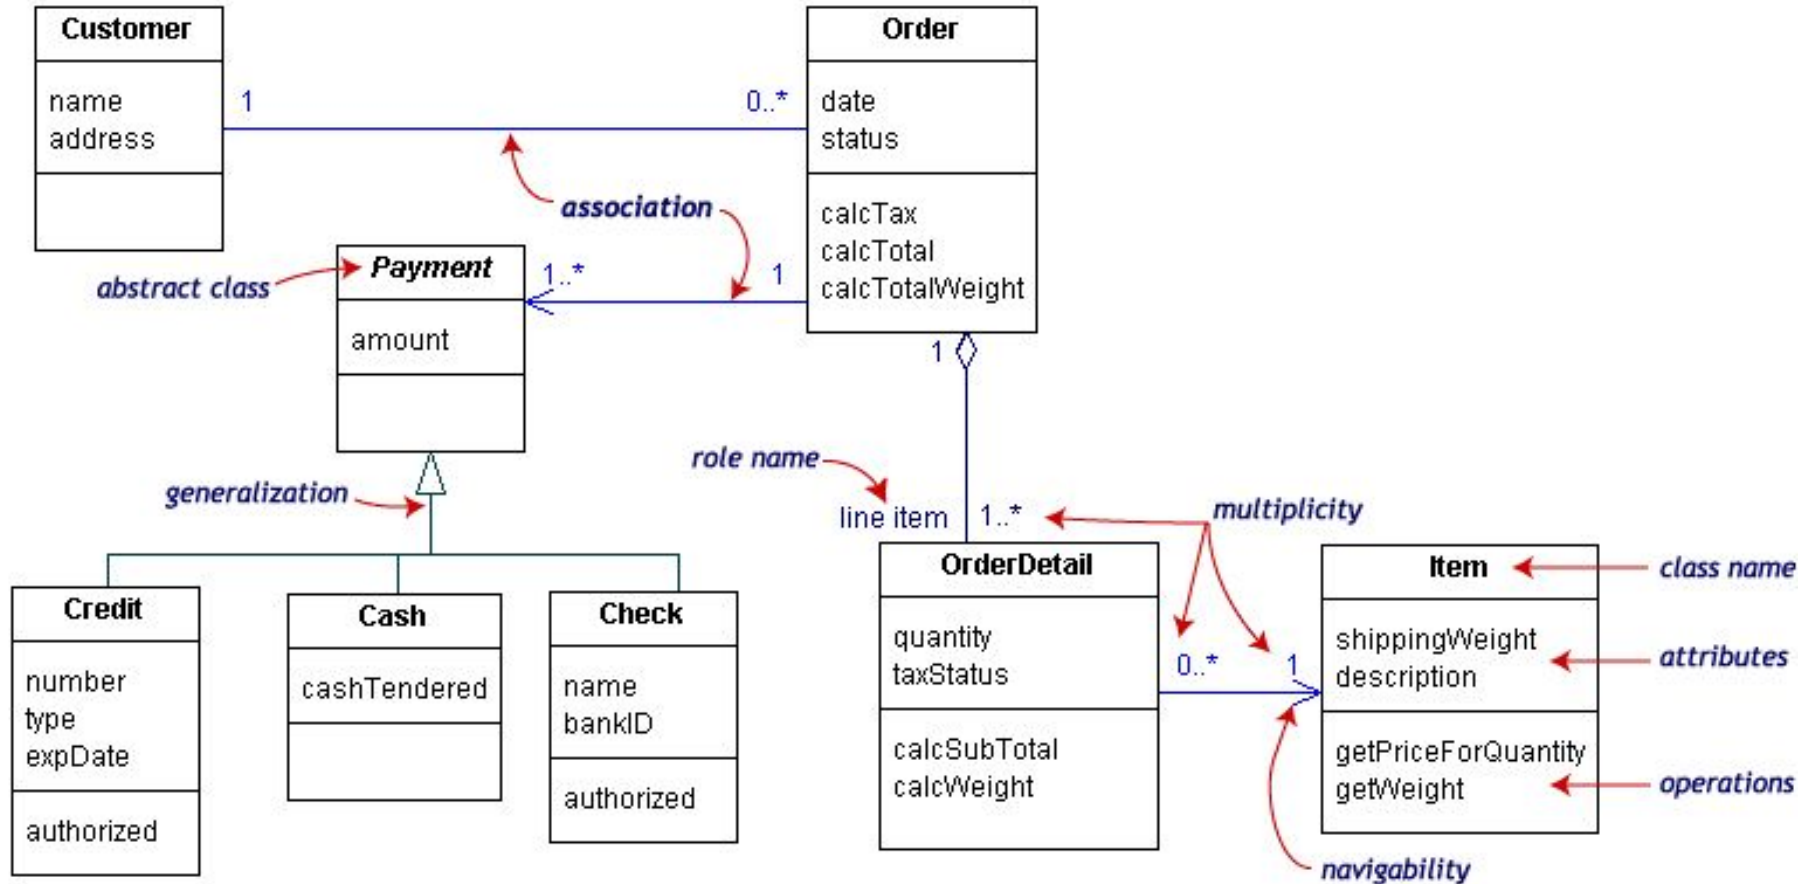 Customer
name
address
1
0..*
Order
date
status
calcTax
calcTotal
calcTotalWeight
association
abstract class
Payment
amount
1..*
1
generalization
1
role name
line item
1..*
multiplicity
Credit
number
type
expDate
authorized
Cash
cashTendered
Check
name
bankID
authorized
OrderDetail
quantity
taxStatus
calcSubTotal
calcWeight
0..*
1
Item
shippingWeight
description
getPriceForQuantity
getWeight
class name
attributes
operations
navigability